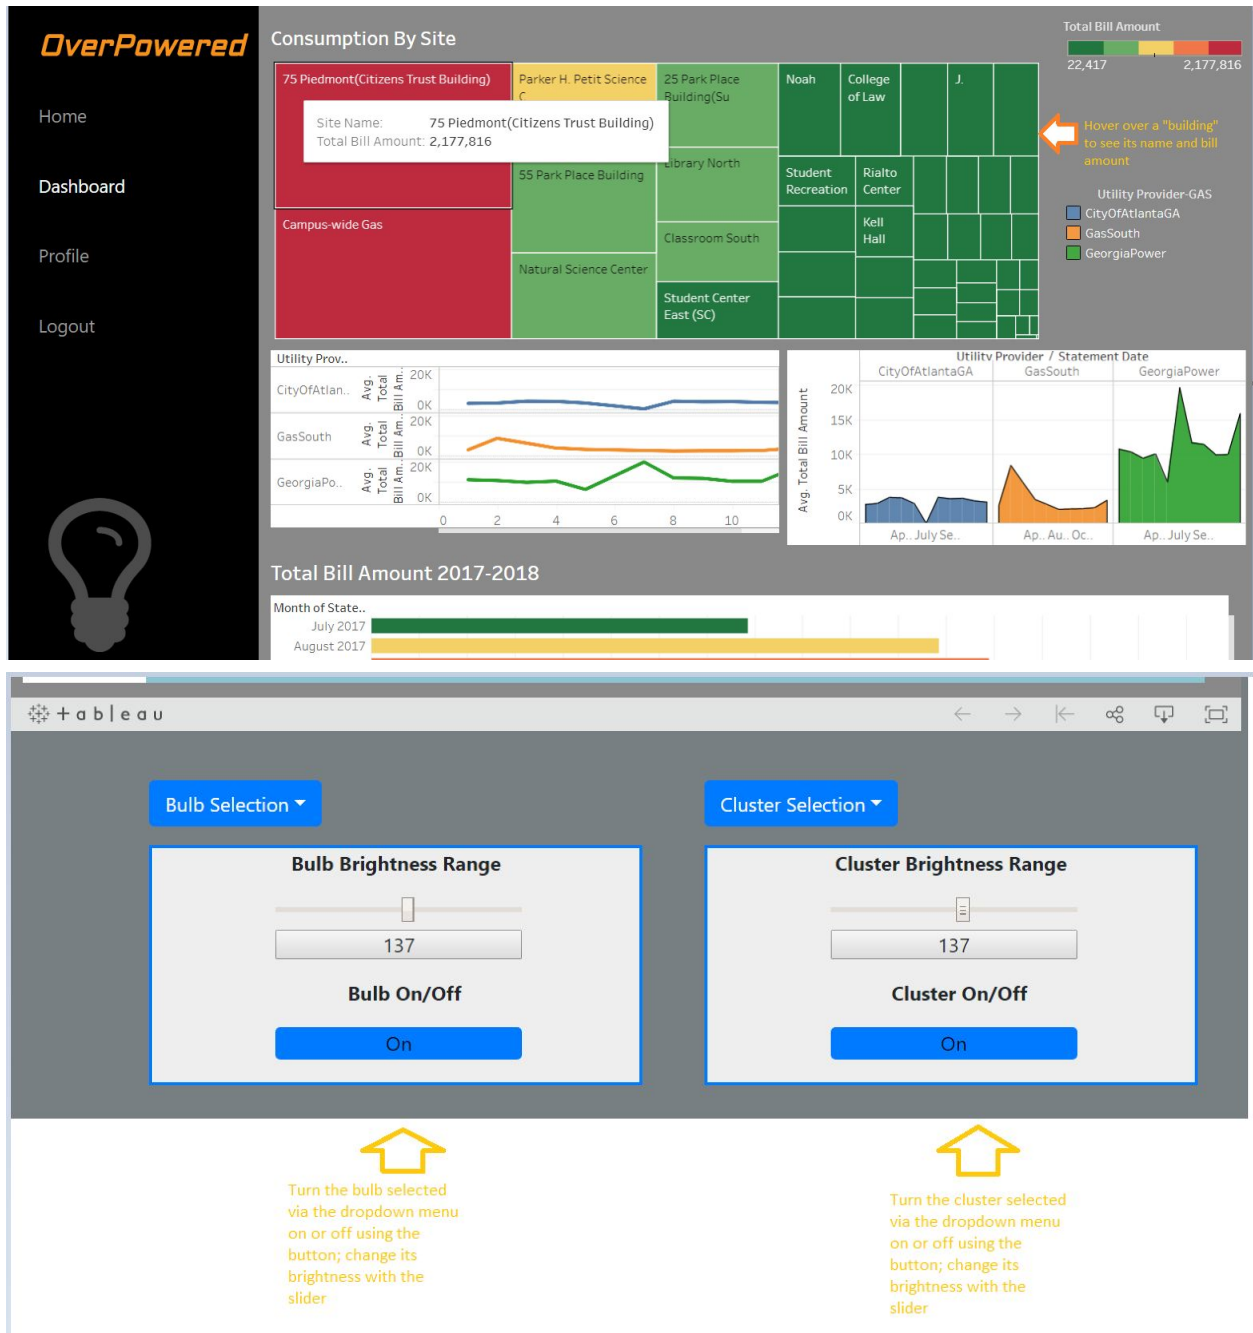 OverPowered
Home
Dashboard
Profile
Logout
Consumption By Site
75 Piedmont(Citizens Trust Building)
Site Name: 75 Piedmont(Citizens Trust Building)
Total Bill Amount: 2,177,816
Campus-wide Gas
Parker H. Petit Science
C
55 Park Place Building
Natural Science Center
25 Park Place
Building(Su
Library North
Classroom South
Student Center
East (SC)
Noah
College
of Law
J.
Student
Recreation
Rialto
Center
Kell
Hall
Total Bill Amount
22,417 2,177,816
Hover over a "building"
to see its name and bill
amount
Utility Provider-GAS
CityOfAtlantaGA
GasSouth
GeorgiaPower
Utility Prov..
CityOfAtlan..
Avg.
Total
Bill Am..
20K
0K
GasSouth
Avg.
Total
Bill Am..
20K
0K
GeorgiaPo..
Avg.
Total
Bill Am..
20K
0K
0 2 4 6 8 10
Utility Provider / Statement Date
CityOfAtlantaGA GasSouth GeorgiaPower
Avg. Total Bill Amount
20K
15K
10K
5K
0K
Ap.. July Se.. Ap.. Au.. Oc.. Ap.. July Se..
Total Bill Amount 2017-2018
Month of State..
July 2017
August 2017
+ableau
Bulb Selection
Bulb Brightness Range
137
Bulb On/Off
On
Cluster Selection
Cluster Brightness Range
137
Cluster On/Off
On
Turn the bulb selected
via the dropdown menu
on or off using the
button; change its
brightness with the
slider
Turn the cluster selected
via the dropdown menu
on or off using the
button; change its
brightness with the
slider